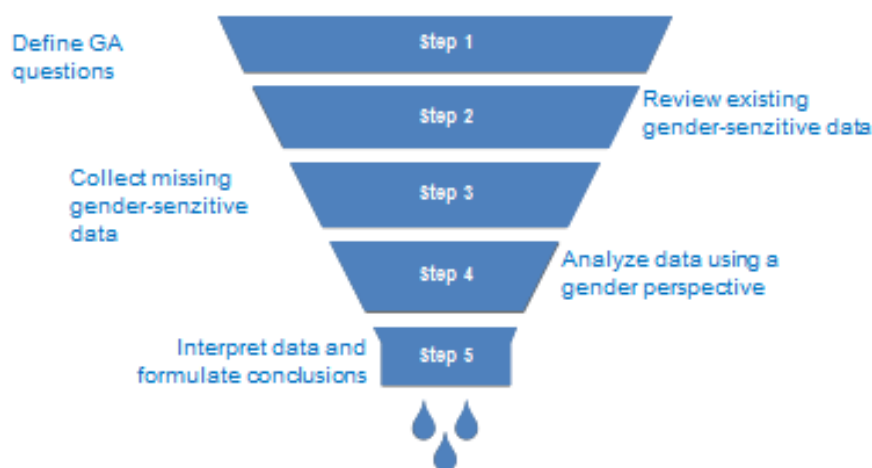 Define GA
questions
Step 1
Step 2
Review existing
gender-senzitive data
Collect missing
gender-senzitive
data
Step 3
Step 4
Analyze data using a
gender perspective
Interpret data and
formulate conclusions
Step 5